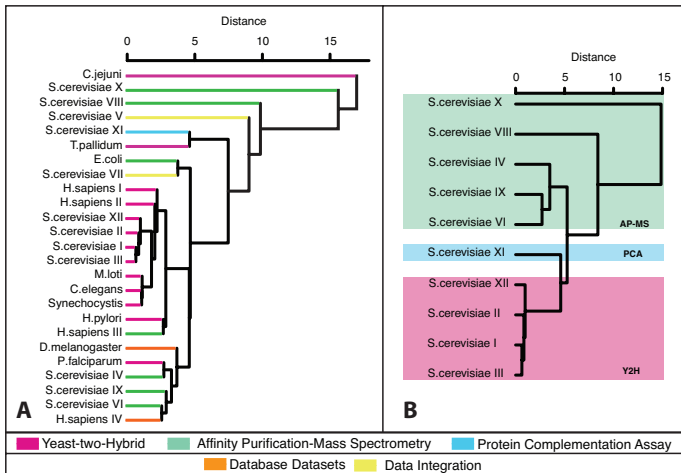 Distance
0 5 10 15
C.jejuni
S.cerevisiae X
S.cerevisiae VIII
S.cerevisiae V
S.cerevisiae XI
T.pallidum
E.coli
S.cerevisiae VII
H.sapiens I
H.sapiens II
S.cerevisiae XII
S.cerevisiae II
S.cerevisiae I
S.cerevisiae III
M.loti
C.elegans
Synechocystis
H.pylori
H.sapiens III
D.melanogaster
P.falciparum
S.cerevisiae IV
S.cerevisiae IX
S.cerevisiae VI
H.sapiens IV
A
Distance
0 5 10 15
S.cerevisiae X
S.cerevisiae VIII
S.cerevisiae IV
S.cerevisiae IX
S.cerevisiae VI
AP-MS
S.cerevisiae XI
PCA
S.cerevisiae XII
S.cerevisiae II
S.cerevisiae I
S.cerevisiae III
Y2H
B
Yeast-two-Hybrid Affinity Purification-Mass Spectrometry Protein Complementation Assay
Database Datasets Data Integration